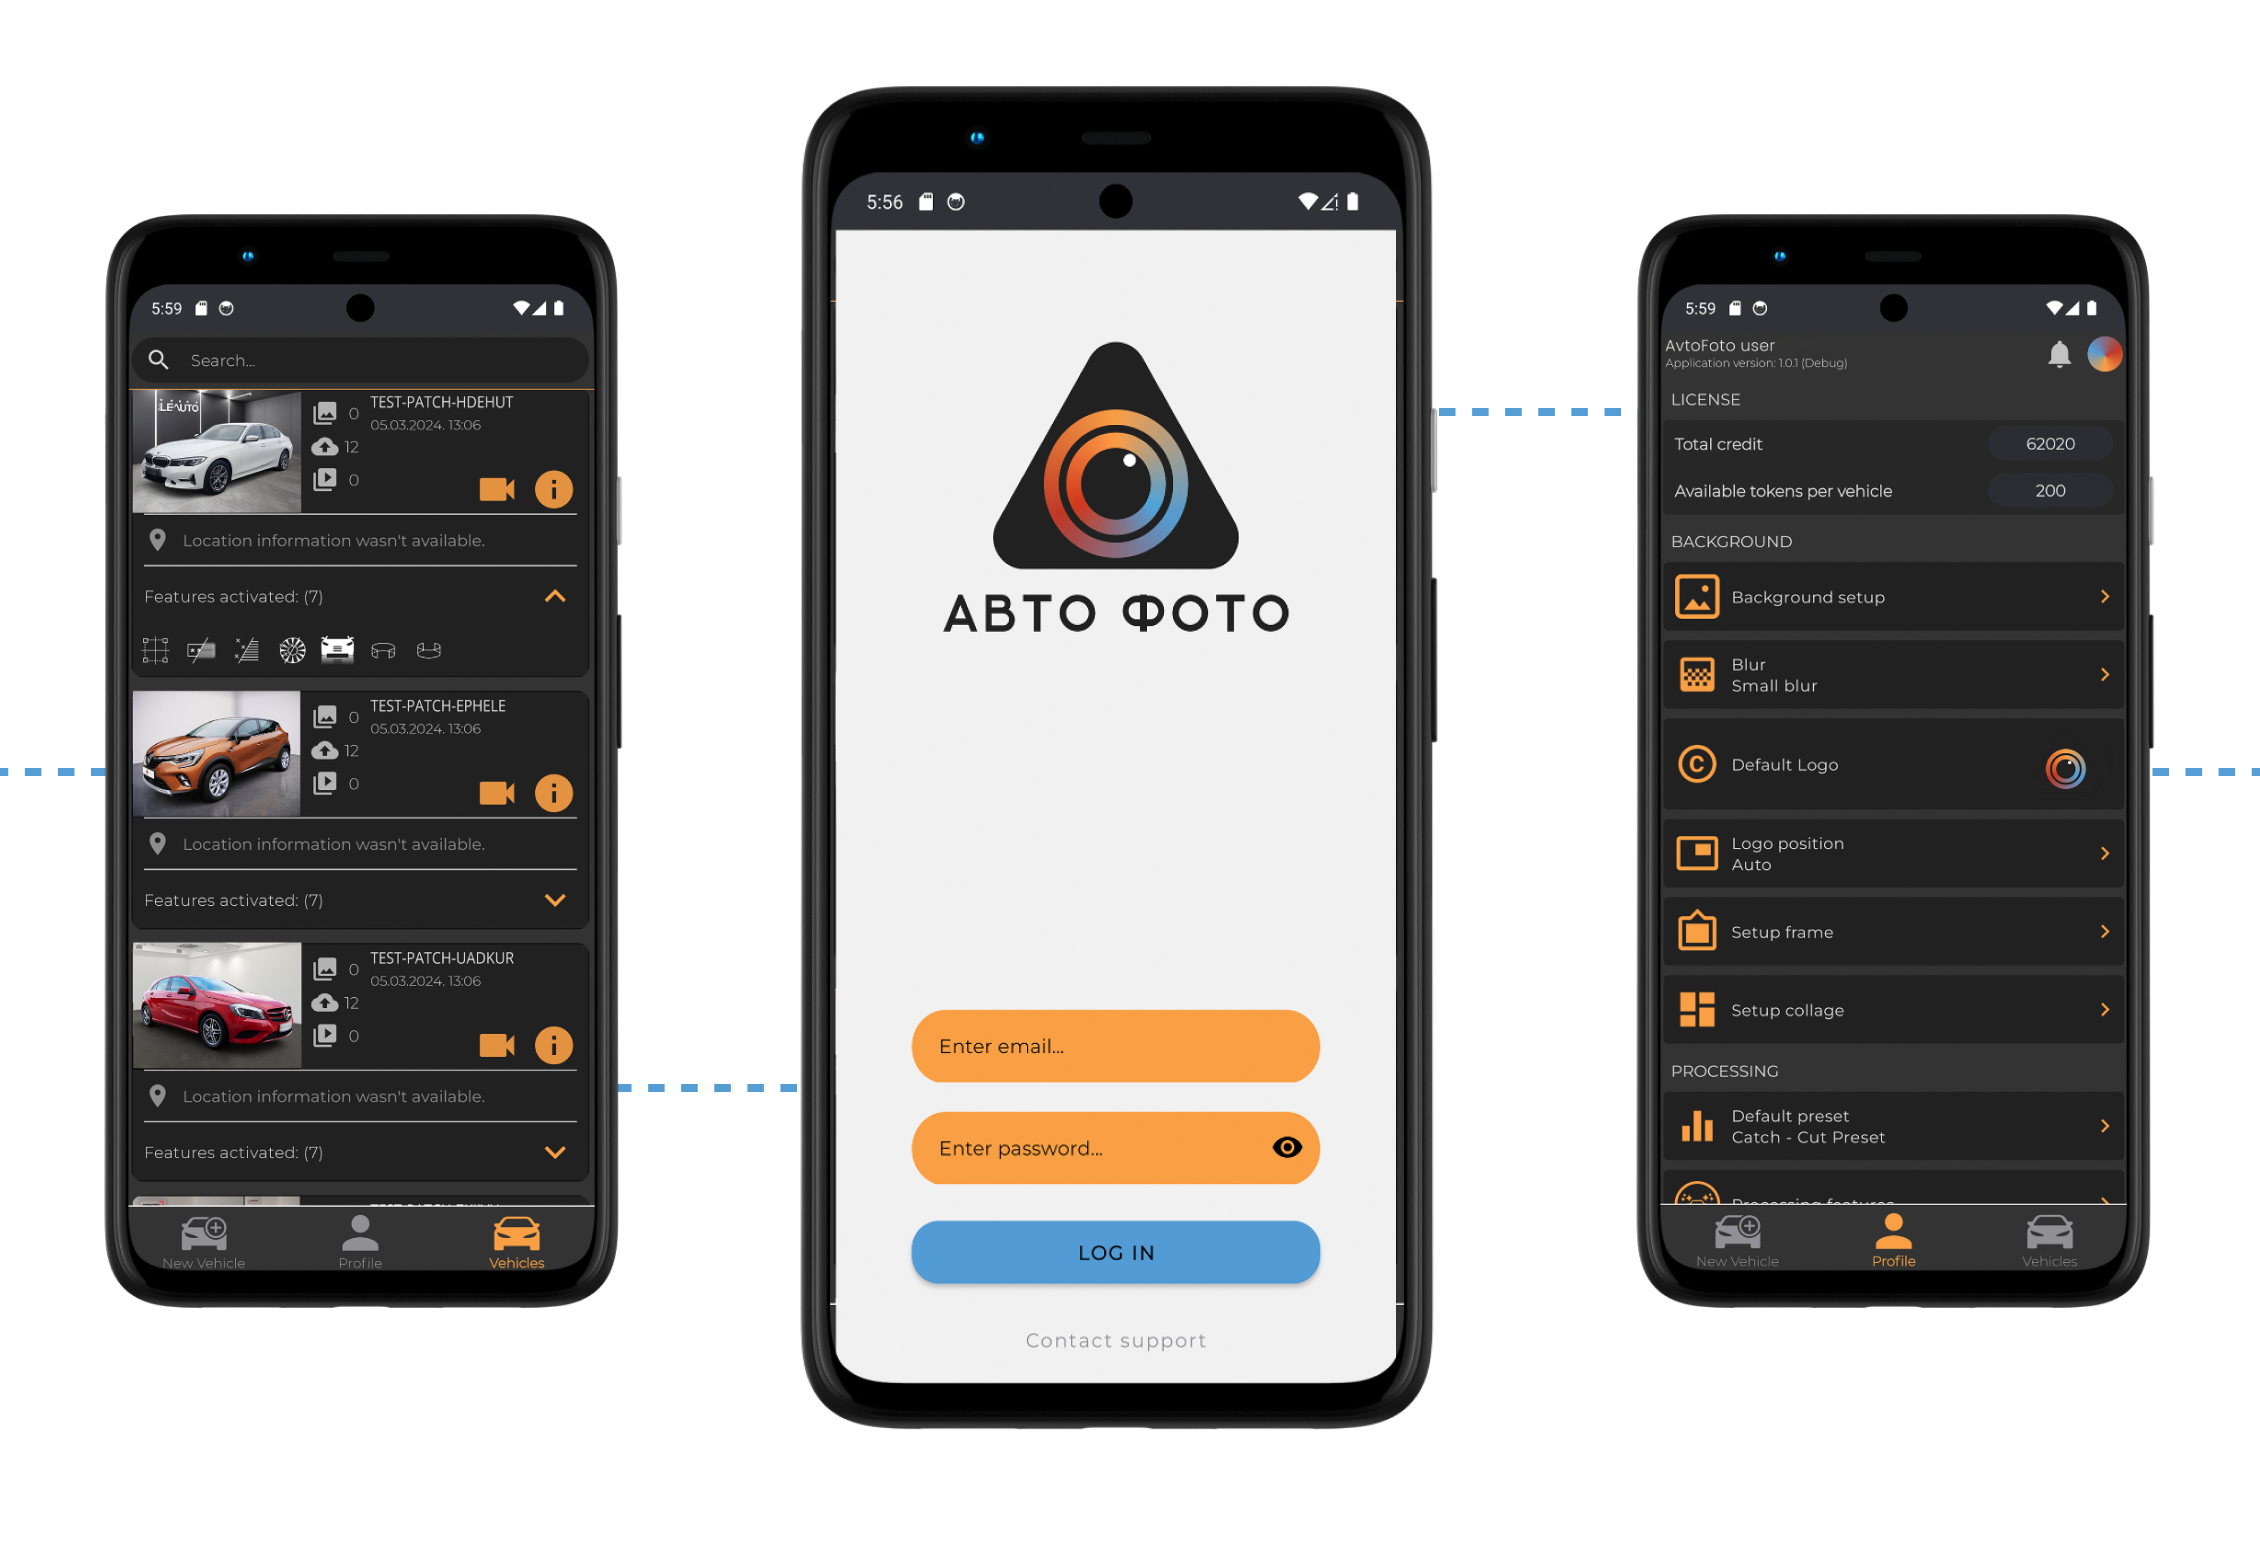 5:59
Search...
LEAUTO
0
TEST-PATCH-HDEHUT
05.03.2024. 13:06
12
0
Location information wasn't available.
Features activated: (7)
0
TEST-PATCH-EPHELE
05.03.2024. 13:06
12
0
Location information wasn't available.
Features activated: (7)
0
TEST-PATCH-UADKUR
05.03.2024. 13:06
12
0
Location information wasn't available.
Features activated: (7)
New Vehicle
Profile
Vehicles
5:56
АВТО ФОТО
Enter email...
Enter password...
LOG IN
Contact support
5:59
AvtoFoto user
Application version: 1.0.1 (Debug)
LICENSE
Total credit
62020
Available tokens per vehicle
200
BACKGROUND
Background setup
Blur
Small blur
Default Logo
Logo position
Auto
Setup frame
Setup collage
PROCESSING
Default preset
Catch - Cut Preset
Processing features
New Vehicle
Profile
Vehicles